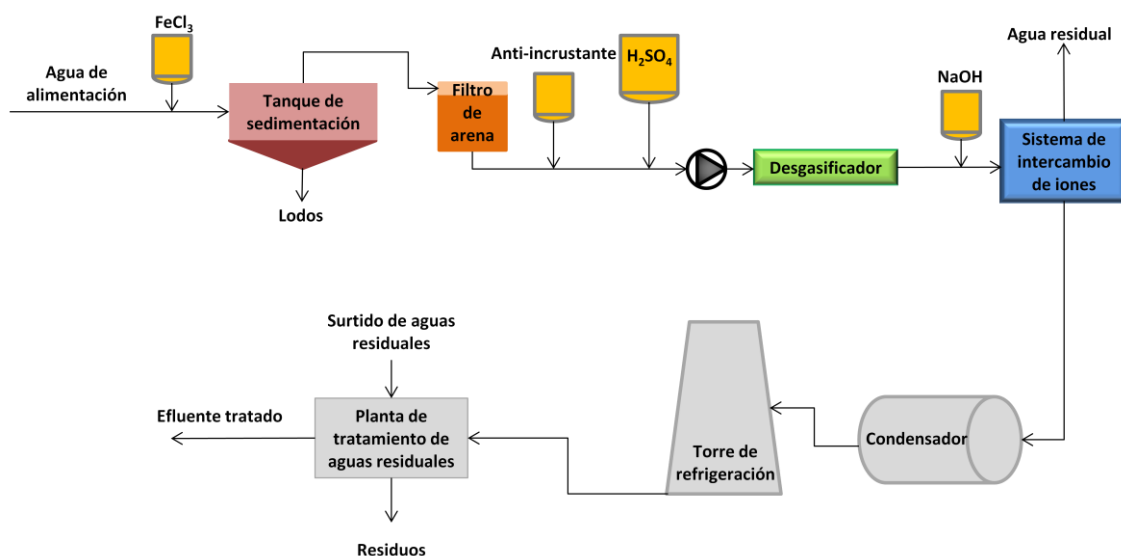 FeCl₃
Agua de
alimentación
Tanque de
sedimentación
Lodos
Filtro
de
arena
Anti-incrustante
H₂SO₄
Desgasificador
NaOH
Agua residual
Sistema de
intercambio
de iones
Surtido de aguas
residuales
Efluente tratado
Planta de
tratamiento de
aguas residuales
Residuos
Torre de
refrigeración
Condensador